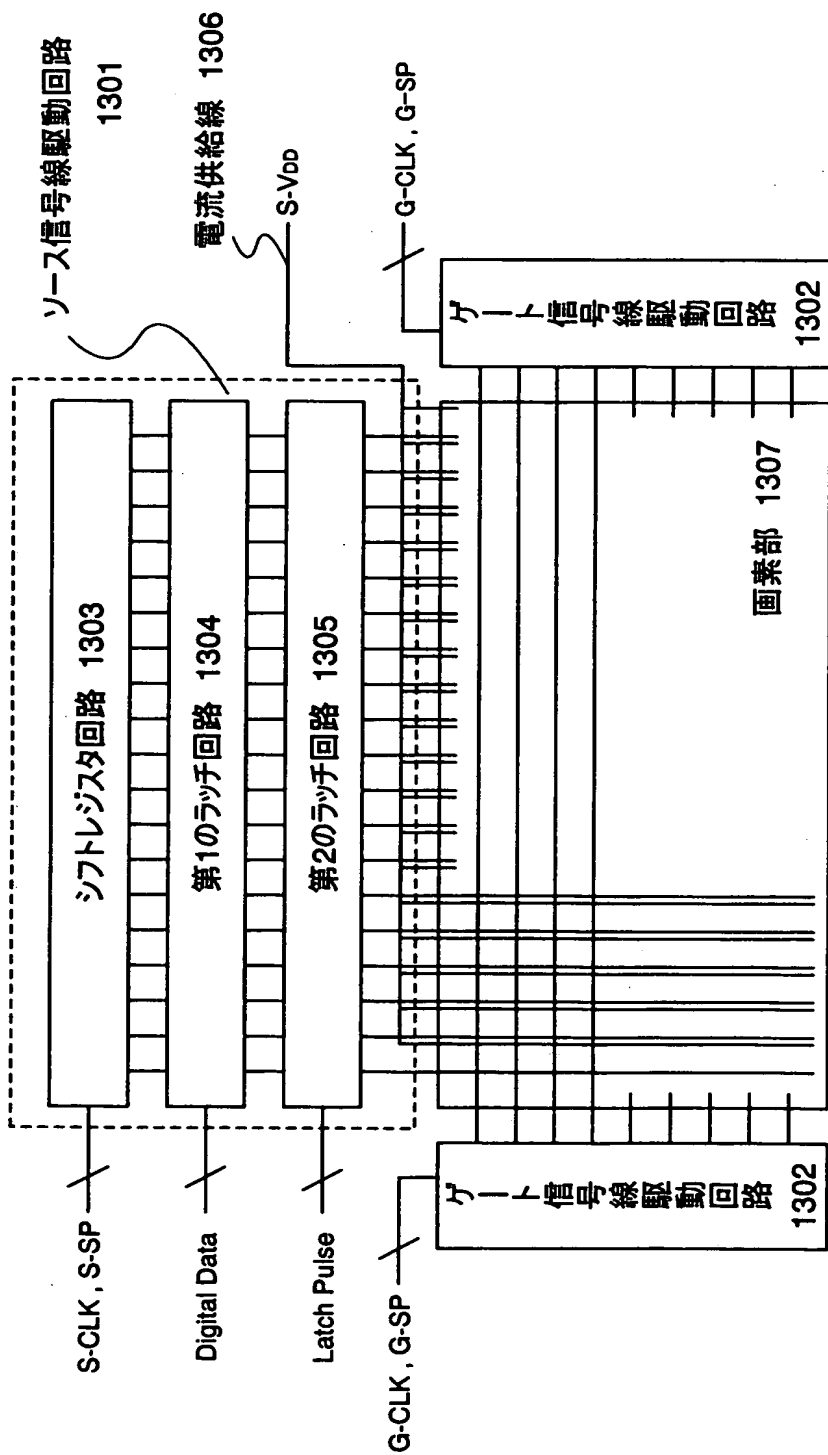 ソース信号線駆動回路
1301
電流供給線 1306
S-VDD
G-CLK , G-SP
シフトレジスタ回路 1303
第1のラッチ回路 1304
第2のラッチ回路 1305
S-CLK , S-SP
Digital Data
Latch Pulse
G-CLK , G-SP
ゲート信号線駆動回路
1302
画素部 1307
ゲート信号線駆動回路
1302